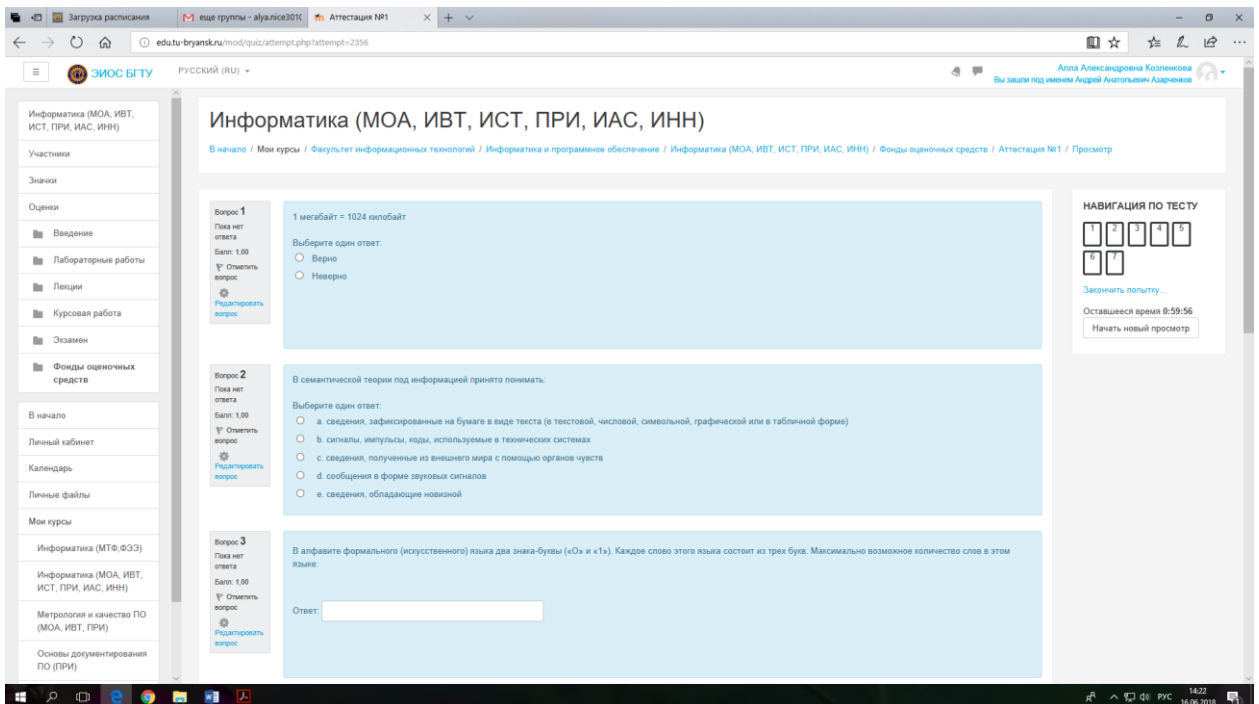 Загрузка расписания
еще группы - alya.nice3010
Аттестация №1
edu.tu-bryansk.ru/mod/quiz/attempt.php?attempt=2356
ЭИОС БГТУ
РУССКИЙ (RU)
Алла Александровна Козленкова
Вы зашли под именем Андрей Анатольевич Азарченков
Информатика (МОА, ИВТ,
ИСТ, ПРИ, ИАС, ИНН)
Участники
Значки
Оценки
Введение
Лабораторные работы
Лекции
Курсовая работа
Экзамен
Фонды оценочных
средств
В начало
Личный кабинет
Календарь
Личные файлы
Мои курсы
Информатика (МТФ,ФЭЭ)
Информатика (МОА, ИВТ,
ИСТ, ПРИ, ИАС, ИНН)
Метрология и качество ПО
(МОА, ИВТ, ПРИ)
Основы документирования
ПО (ПРИ)
Информатика (МОА, ИВТ, ИСТ, ПРИ, ИАС, ИНН)
В начало / Мои курсы / Факультет информационных технологий / Информатика и программное обеспечение / Информатика (МОА, ИВТ, ИСТ, ПРИ, ИАС, ИНН) / Фонды оценочных средств / Аттестация №1 / Просмотр
Вопрос 1
Пока нет
ответа
Балл: 1,00
Отметить
вопрос
Редактировать
вопрос
1 мегабайт = 1024 килобайт
Выберите один ответ:
Верно
Неверно
Вопрос 2
Пока нет
ответа
Балл: 1,00
Отметить
вопрос
Редактировать
вопрос
В семантической теории под информацией принято понимать:
Выберите один ответ:
a. сведения, зафиксированные на бумаге в виде текста (в текстовой, числовой, символьной, графической или в табличной форме)
b. сигналы, импульсы, коды, используемые в технических системах
c. сведения, полученные из внешнего мира с помощью органов чувств
d. сообщения в форме звуковых сигналов
e. сведения, обладающие новизной
Вопрос 3
Пока нет
ответа
Балл: 1,00
Отметить
вопрос
Редактировать
вопрос
В алфавите формального (искусственного) языка два знака-буквы («О» и «1»). Каждое слово этого языка состоит из трех букв. Максимально возможное количество слов в этом
языке:
Ответ:
НАВИГАЦИЯ ПО ТЕСТУ
1 2 3 4 5
6 7
Закончить попытку...
Оставшееся время 0:59:56
Начать новый просмотр
РУС
14:22
16.06.2018